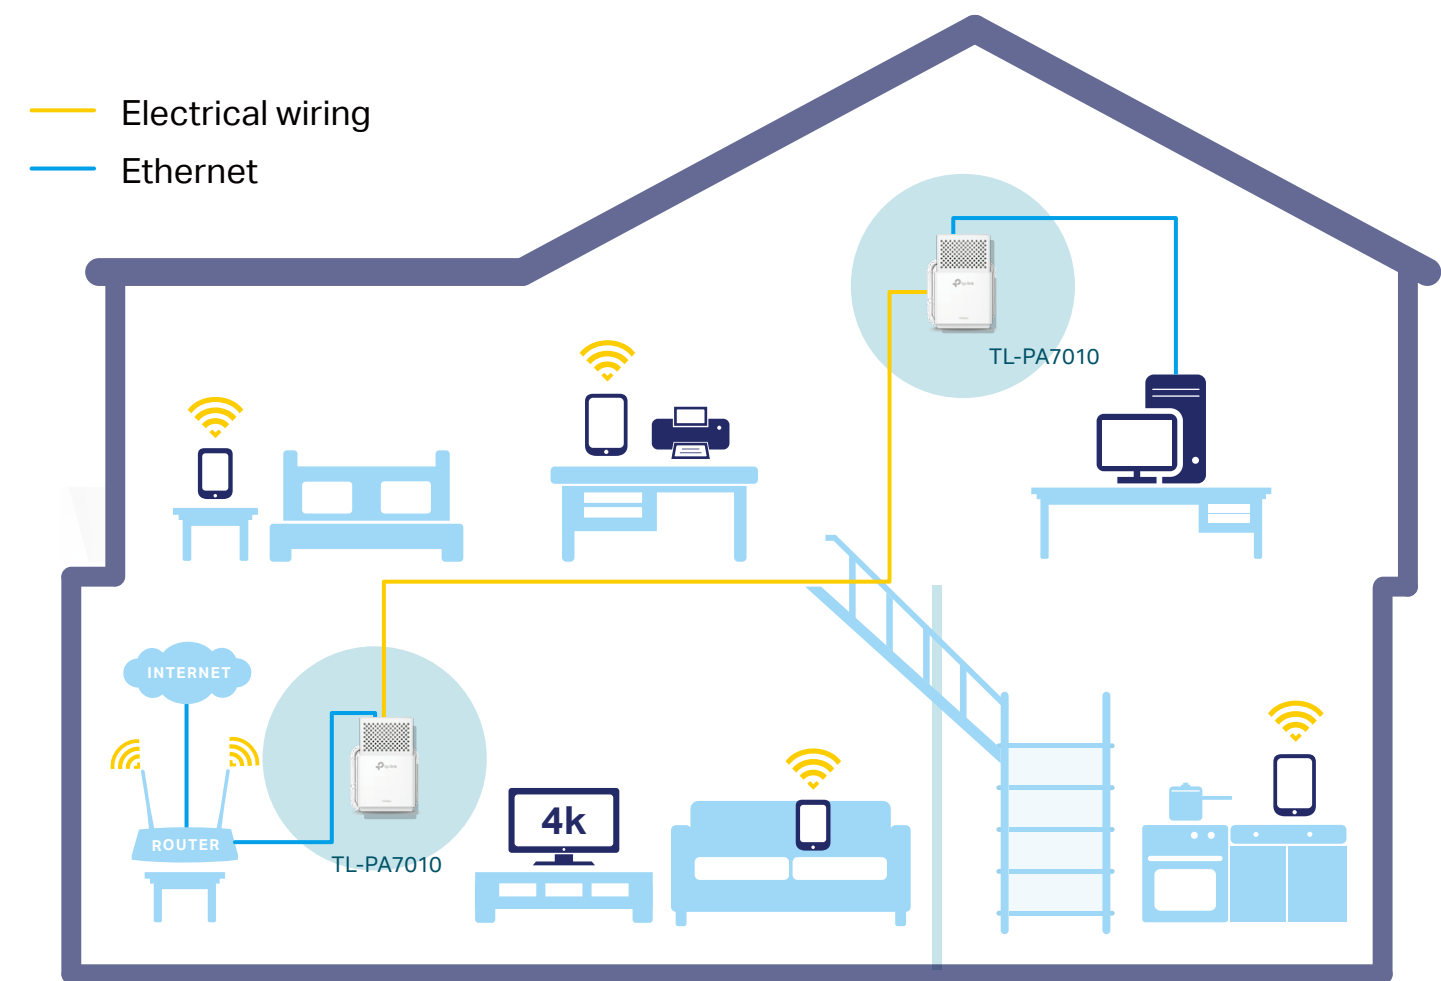 Electrical wiring
Ethernet
TL-PA7010
INTERNET
ROUTER
TL-PA7010
4k